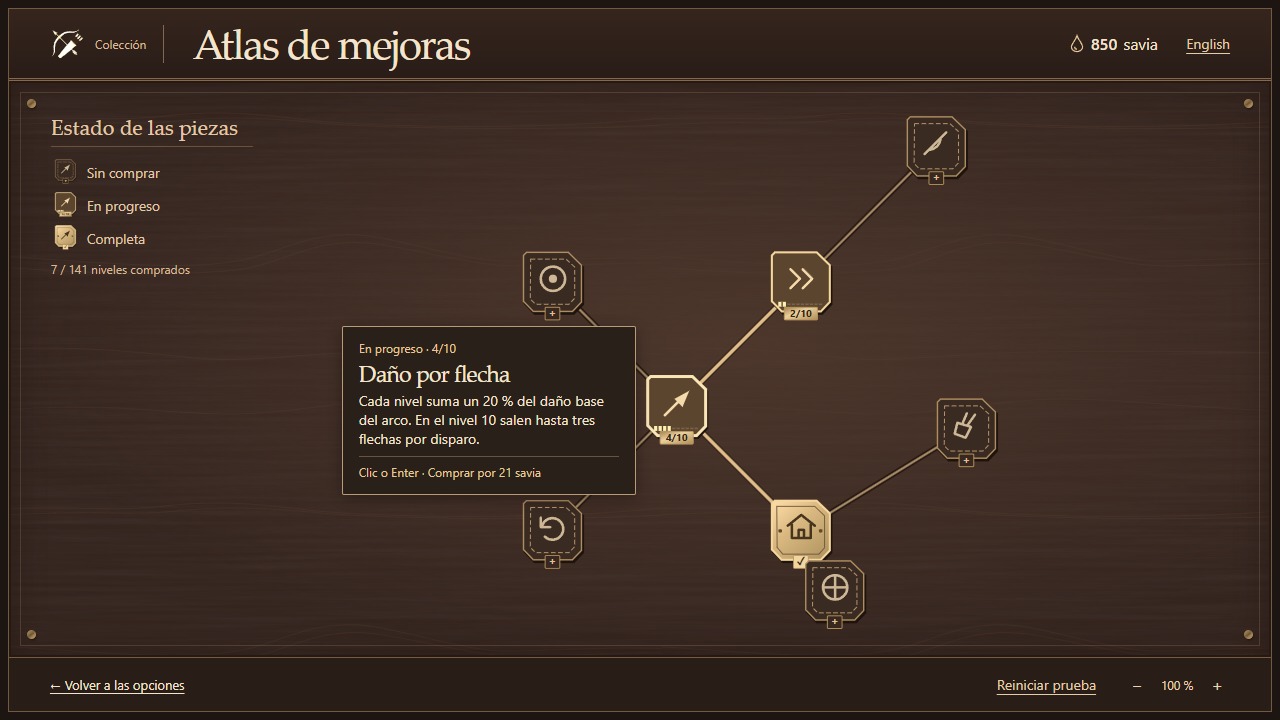 Colección
Atlas de mejoras
850 savia
English
Estado de las piezas
Sin comprar
En progreso
Completa
7 / 141 niveles comprados
+
+
2/10
En progreso · 4/10
Daño por flecha
Cada nivel suma un 20 % del daño base
del arco. En el nivel 10 salen hasta tres
flechas por disparo.
Clic o Enter · Comprar por 21 savia
4/10
+
+
✓
+
← Volver a las opciones
Reiniciar prueba
− 100 % +